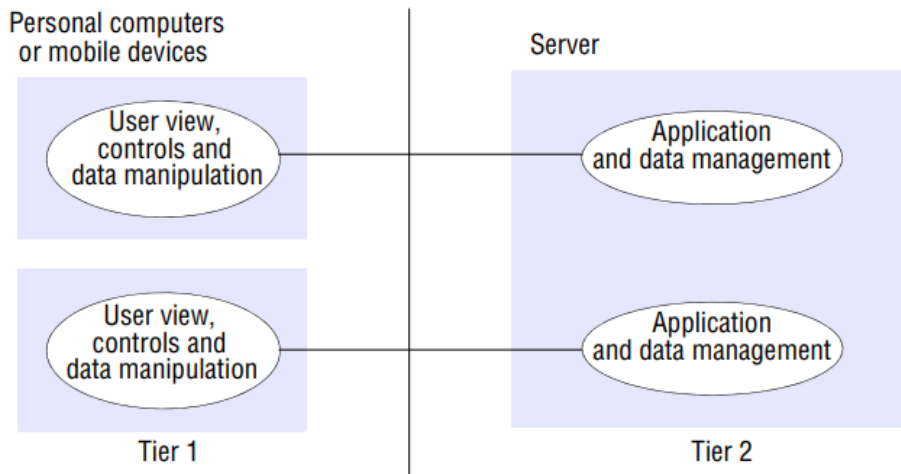 Personal computers
or mobile devices
Server
User view,
controls and
data manipulation
Application
and data management
User view,
controls and
data manipulation
Application
and data management
Tier 1
Tier 2